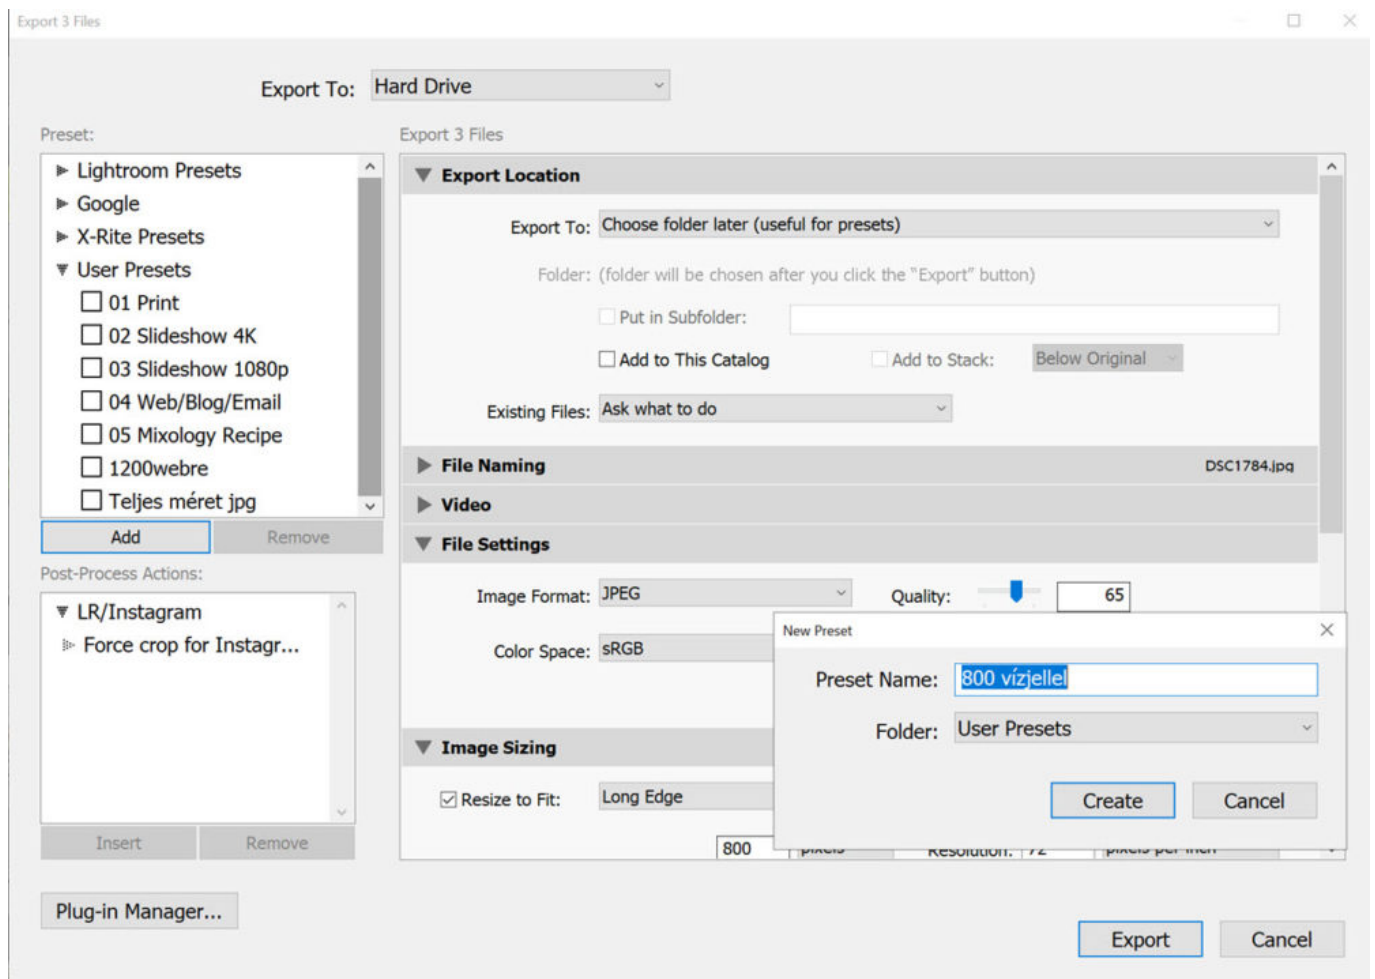 Export 3 Files
Export To: Hard Drive
Preset:
Lightroom Presets
Google
X-Rite Presets
User Presets
01 Print
02 Slideshow 4K
03 Slideshow 1080p
04 Web/Blog/Email
05 Mixology Recipe
1200webre
Teljes méret jpg
Add Remove
Post-Process Actions:
LR/Instagram
Force crop for Instagr...
Insert Remove
Plug-in Manager...
Export 3 Files
Export Location
Export To: Choose folder later (useful for presets)
Folder: (folder will be chosen after you click the "Export" button)
Put in Subfolder:
Add to This Catalog Add to Stack: Below Original
Existing Files: Ask what to do
File Naming DSC1784.jpg
Video
File Settings
Image Format: JPEG Quality: 65
Color Space: sRGB
Image Sizing
Resize to Fit: Long Edge
800 pixels Resolution: 72 pixels per inch
New Preset
Preset Name: 800 vízjellel
Folder: User Presets
Create Cancel
Export Cancel